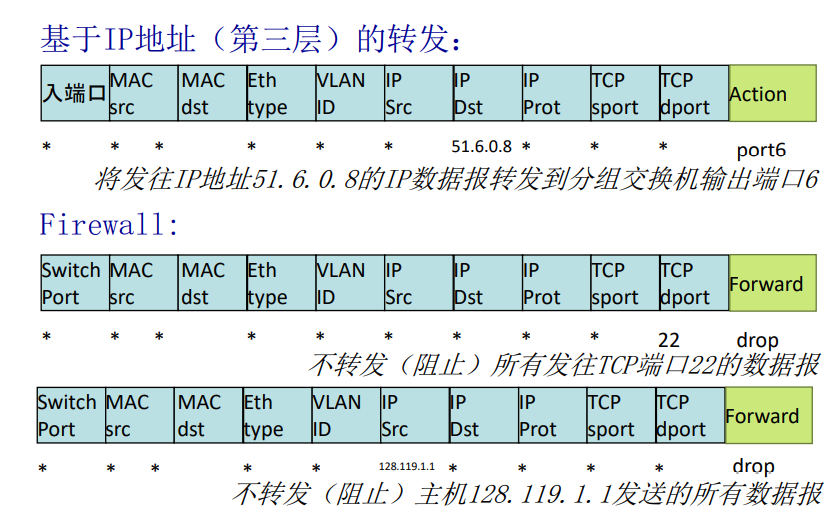 基于IP地址（第三层）的转发：
入端口 MAC src MAC dst Eth type VLAN ID IP Src IP Dst IP Prot TCP sport TCP dport Action
* * * * * * 51.6.0.8 * * * port6
将发往IP地址51.6.0.8的IP数据报转发到分组交换机输出端口6
Firewall:
Switch Port MAC src MAC dst Eth type VLAN ID IP Src IP Dst IP Prot TCP sport TCP dport Forward
* * * * * * * * * 22 drop
不转发（阻止）所有发往TCP端口22的数据报
Switch Port MAC src MAC dst Eth type VLAN ID IP Src IP Dst IP Prot TCP sport TCP dport Forward
* * * * * 128.119.1.1 * * * * drop
不转发（阻止）主机128.119.1.1发送的所有数据报